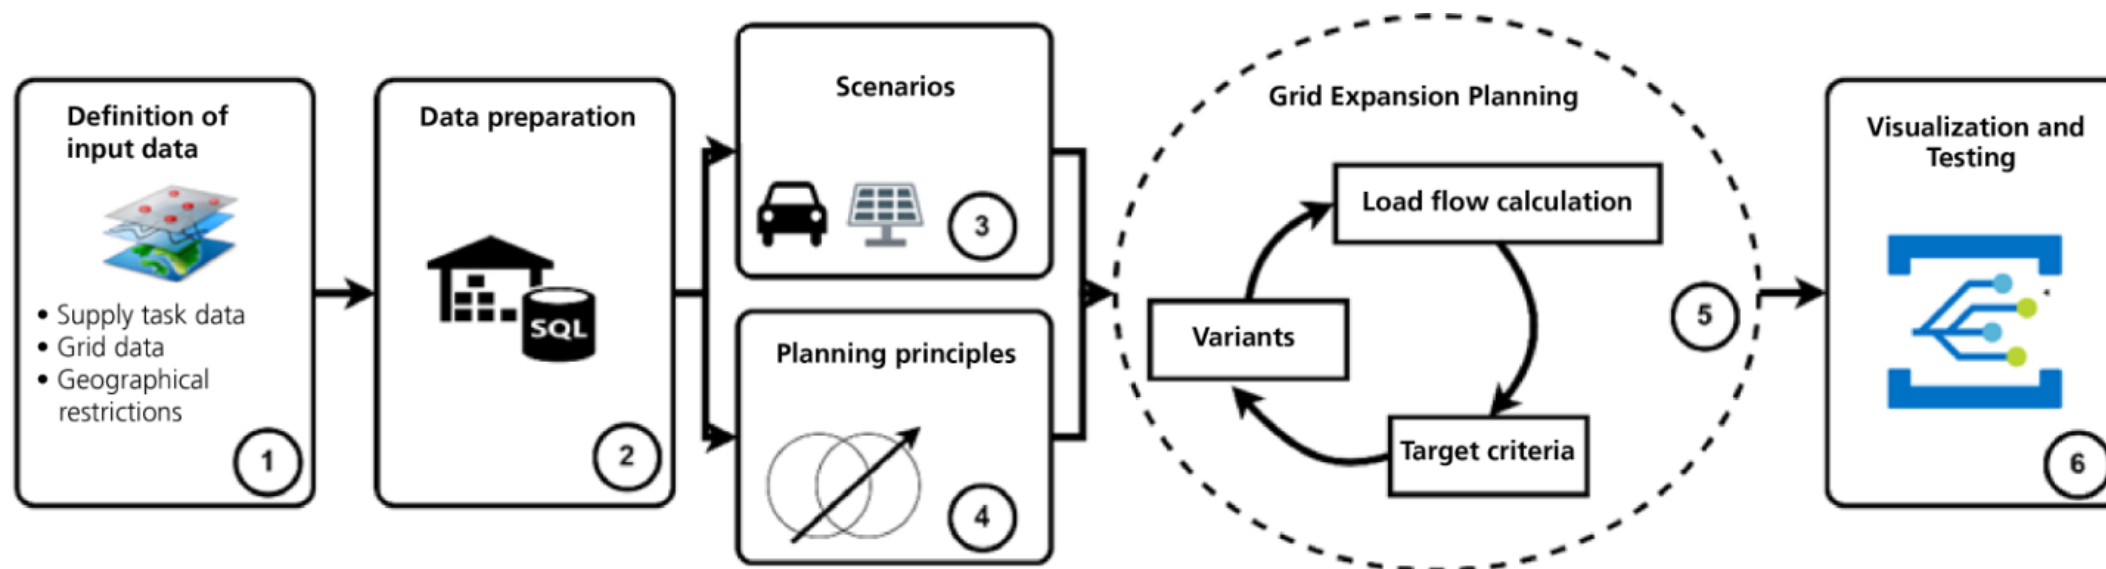 Definition of
input data
• Supply task data
• Grid data
• Geographical
restrictions
1
Data preparation
SQL
2
Scenarios
3
Planning principles
4
Grid Expansion Planning
Load flow calculation
Variants
Target criteria
5
Visualization and
Testing
6